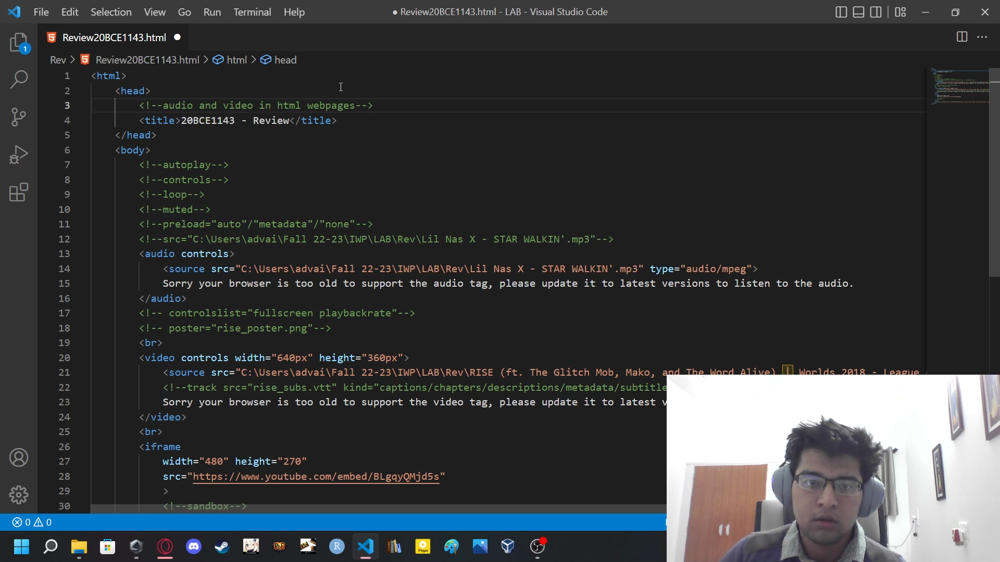 File Edit Selection View Go Run Terminal Help
● Review20BCE1143.html - LAB - Visual Studio Code
Review20BCE1143.html ●
1
Rev > Review20BCE1143.html > html > head
1 <html>
2 <head>
3 <!--audio and video in html webpages-->
4 <title>20BCE1143 - Review</title>
5 </head>
6 <body>
7 <!--autoplay-->
8 <!--controls-->
9 <!--loop-->
10 <!--muted-->
11 <!--preload="auto"/"metadata"/"none"-->
12 <!--src="C:\Users\advai\Fall 22-23\IWP\LAB\Rev\Lil Nas X - STAR WALKIN'.mp3"-->
13 <audio controls>
14 <source src="C:\Users\advai\Fall 22-23\IWP\LAB\Rev\Lil Nas X - STAR WALKIN'.mp3" type="audio/mpeg">
15 Sorry your browser is too old to support the audio tag, please update it to latest versions to listen to the audio.
16 </audio>
17 <!-- controlslist="fullscreen playbackrate"-->
18 <!-- poster="rise_poster.png"-->
19 <br>
20 <video controls width="640px" height="360px">
21 <source src="C:\Users\advai\Fall 22-23\IWP\LAB\Rev\RISE (ft. The Glitch Mob, Mako, and The Word Alive) | Worlds 2018 - League
22 <!--track src="rise_subs.vtt" kind="captions/chapters/descriptions/metadata/subtitle
23 Sorry your browser is too old to support the video tag, please update it to latest v
24 </video>
25 <br>
26 <iframe
27 width="480" height="270"
28 src="https://www.youtube.com/embed/BLgqyQMjd5s"
29 >
30 <!--sandbox-->
0 0
R
Player